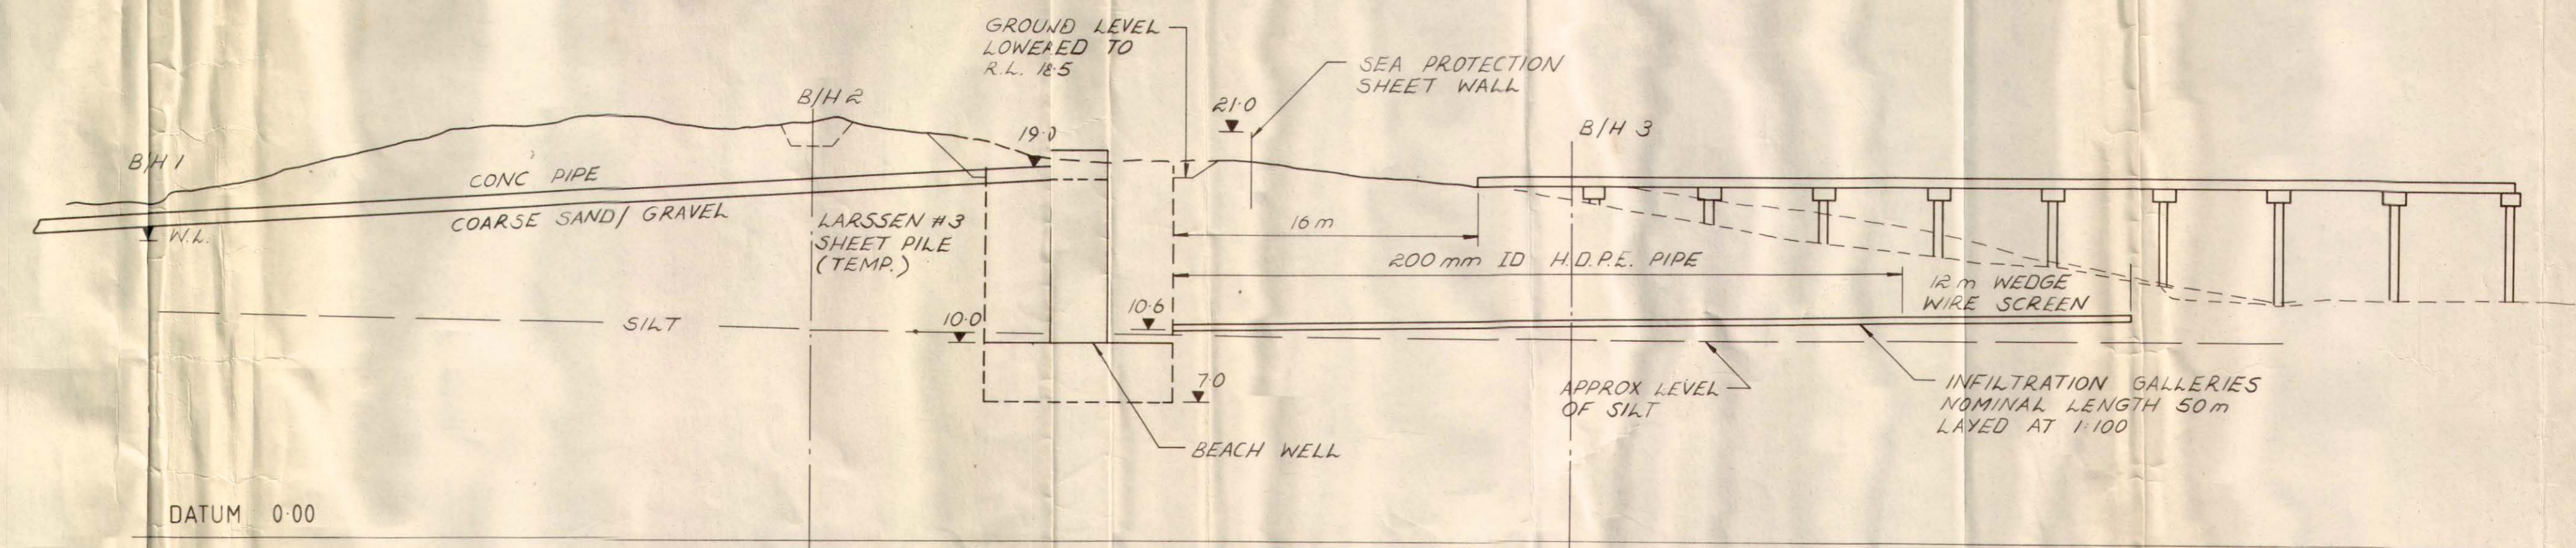 GROUND LEVEL
LOWERED TO
R.L. 18·5
SEA PROTECTION
SHEET WALL
B/H 2
21·0
B/H 3
19·0
B/H 1
CONC PIPE
COARSE SAND/ GRAVEL
W.L.
LARSSEN #3
SHEET PILE
(TEMP.)
16 m
200 mm ID H.D.P.E. PIPE
12 m WEDGE
WIRE SCREEN
10·6
10·0
SILT
7·0
APPROX LEVEL
OF SILT
INFILTRATION GALLERIES
NOMINAL LENGTH 50m
LAYED AT 1:100
BEACH WELL
DATUM 0·00